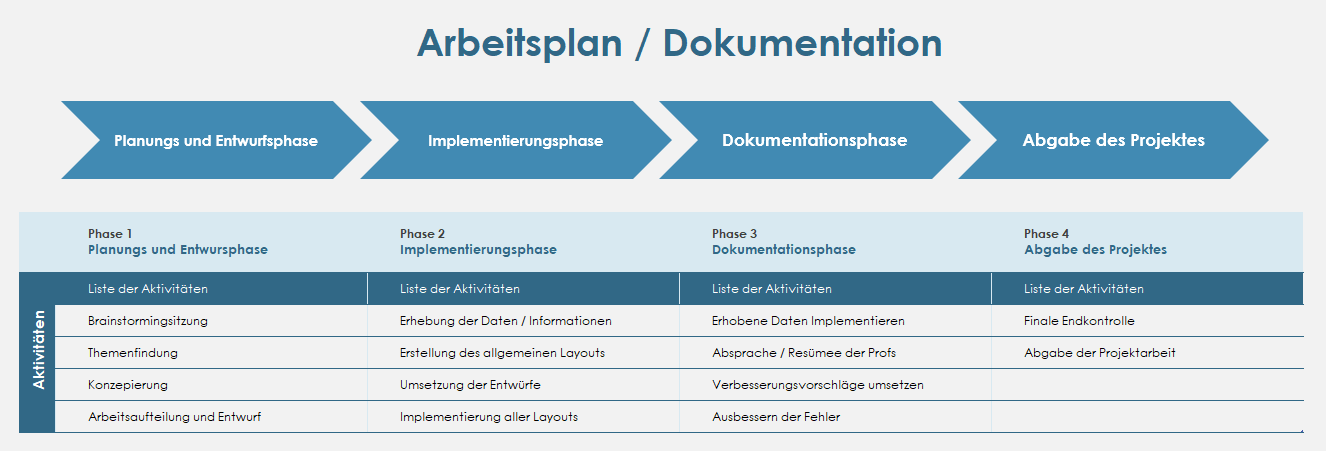 Arbeitsplan / Dokumentation
Planungs und Entwurfsphase
Implementierungsphase
Dokumentationsphase
Abgabe des Projektes
Phase 1
Planungs und Entwursphase
Phase 2
Implementierungsphase
Phase 3
Dokumentationsphase
Phase 4
Abgabe des Projektes
Aktivitäten
Liste der Aktivitäten
Liste der Aktivitäten
Liste der Aktivitäten
Liste der Aktivitäten
Brainstormingsitzung
Erhebung der Daten / Informationen
Erhobene Daten Implementieren
Finale Endkontrolle
Themenfindung
Erstellung des allgemeinen Layouts
Absprache / Resümee der Profs
Abgabe der Projektarbeit
Konzepierung
Umsetzung der Entwürfe
Verbesserungsvorschläge umsetzen
Arbeitsaufteilung und Entwurf
Implementierung aller Layouts
Ausbessern der Fehler